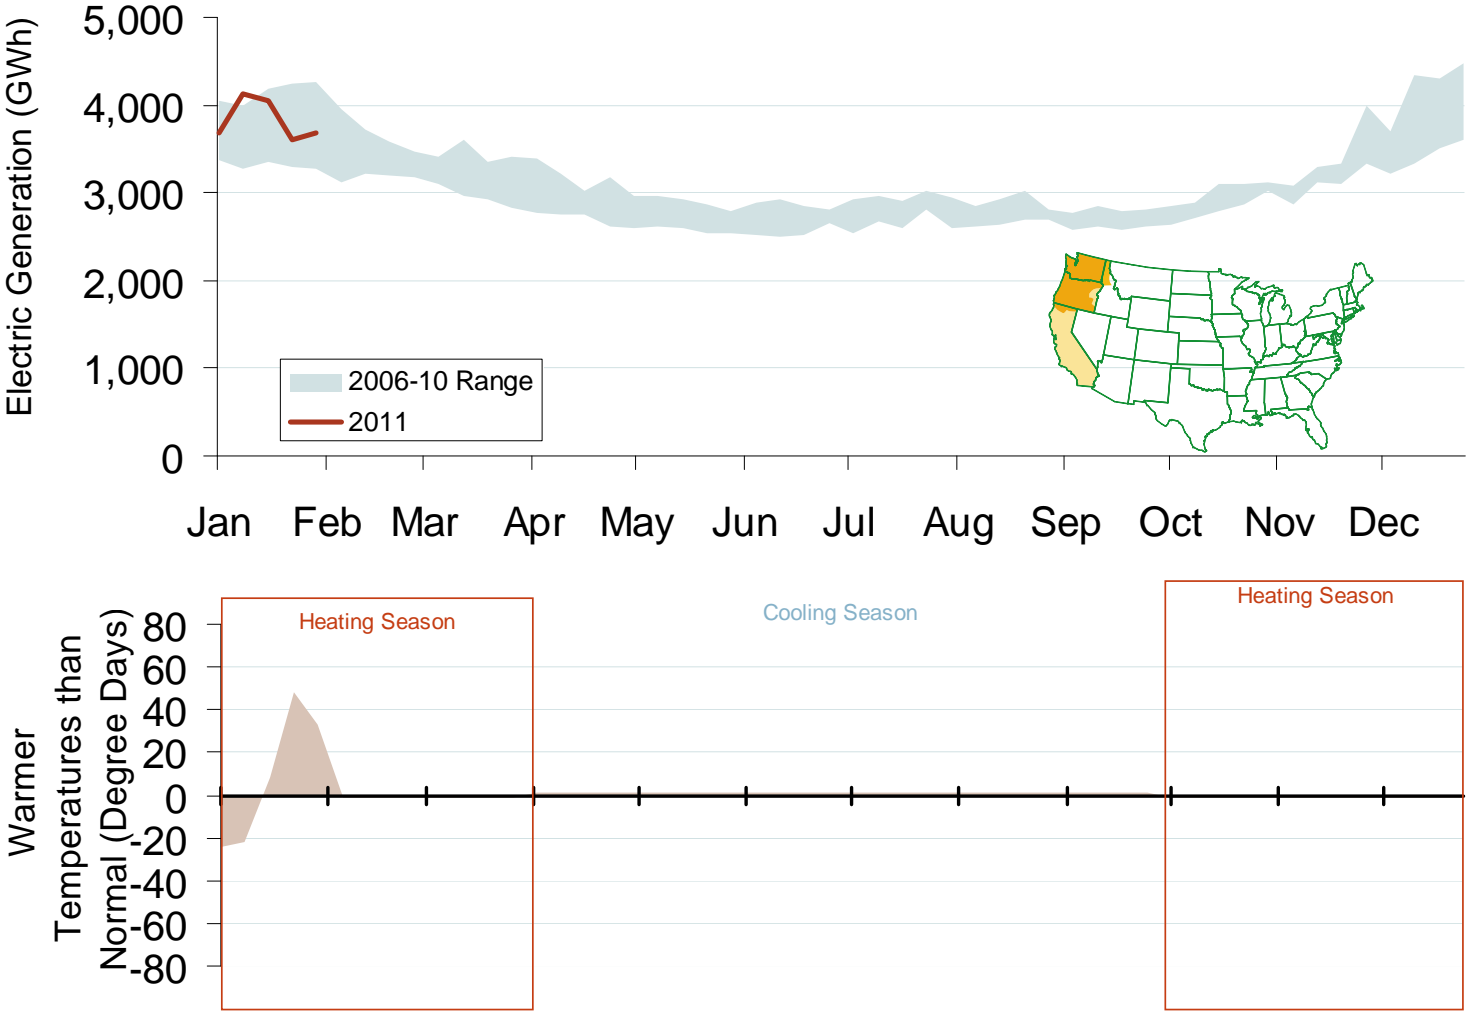 Electric Generation (GWh)
5,000
4,000
3,000
2,000
1,000
0
2006-10 Range
2011
Jan Feb Mar Apr May Jun Jul Aug Sep Oct Nov Dec
Warmer
Temperatures than
Normal (Degree Days)
80
60
40
20
0
-20
-40
-60
-80
Heating Season
Cooling Season
Heating Season